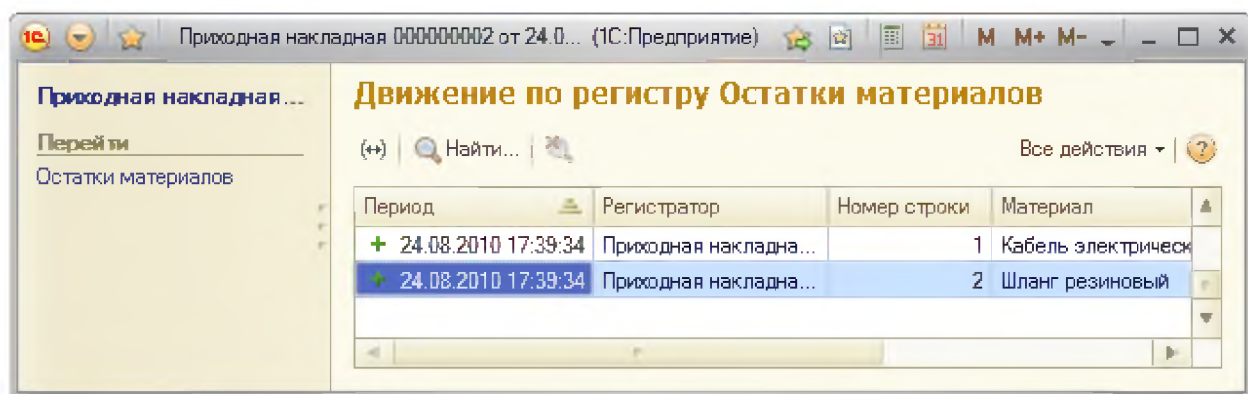 1С Приходная накладная 000000002 от 24.0... (1С:Предприятие) 31 M M+ M-
Приходная накладная...
Перейти
Остатки материалов
Движение по регистру Остатки материалов
Найти... Все действия
Период Регистратор Номер строки Материал
24.08.2010 17:39:34 Приходная накладна... 1 Кабель электрическ
24.08.2010 17:39:34 Приходная накладна... 2 Шланг резиновый